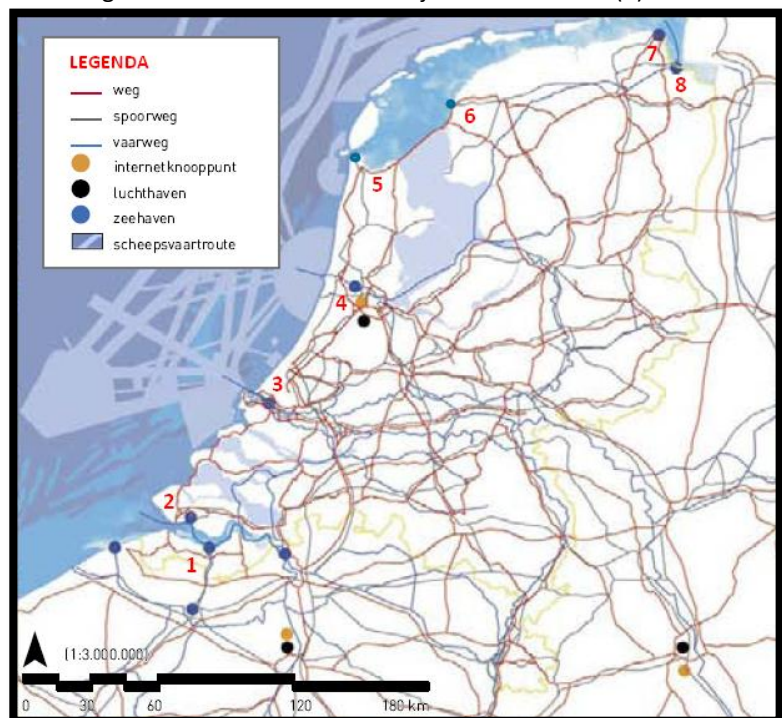 LEGENDA
weg
spoorweg
vaarweg
internetknooppunt
luchthaven
zeehaven
scheepsvaartroute
7
8
6
5
4
3
2
1
[1:3.000.000]
0 30 60 120 180 km